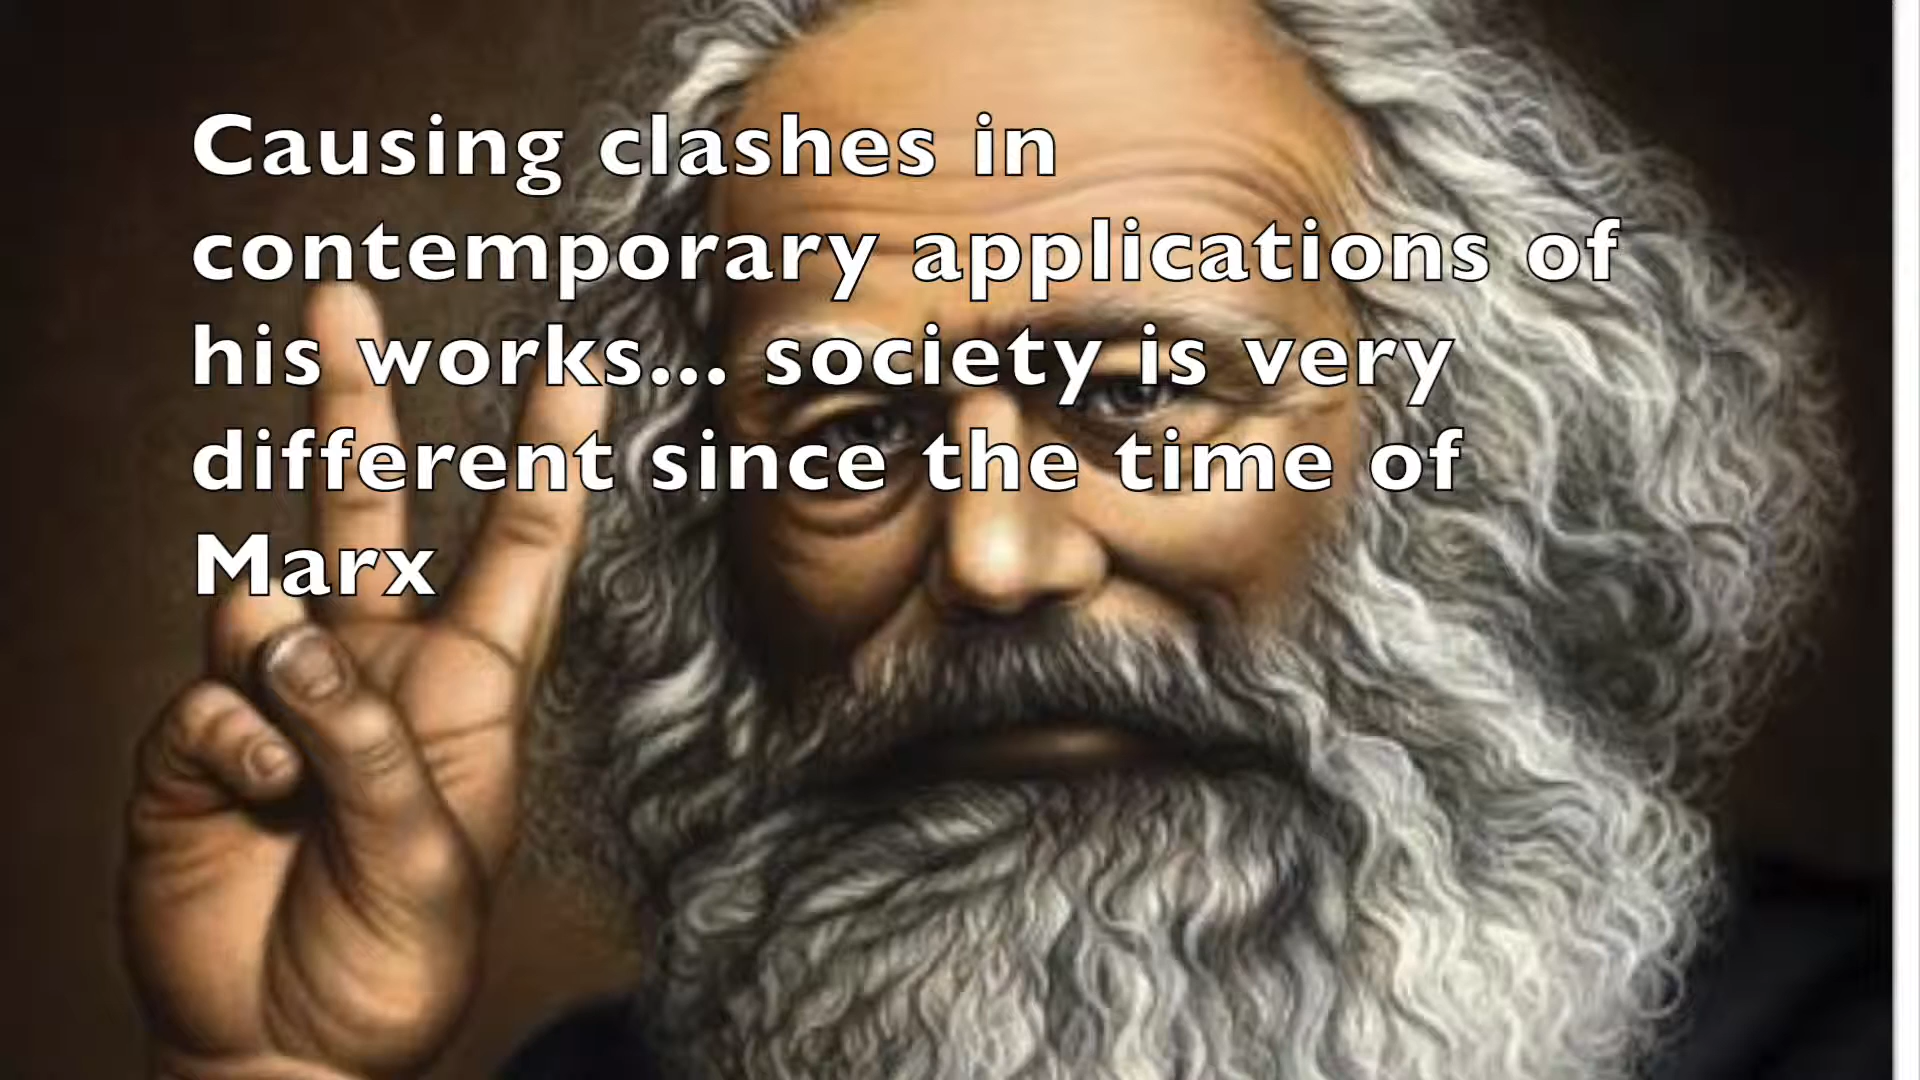 Causing clashes in
contemporary applications of
his works... society is very
different since the time of
Marx